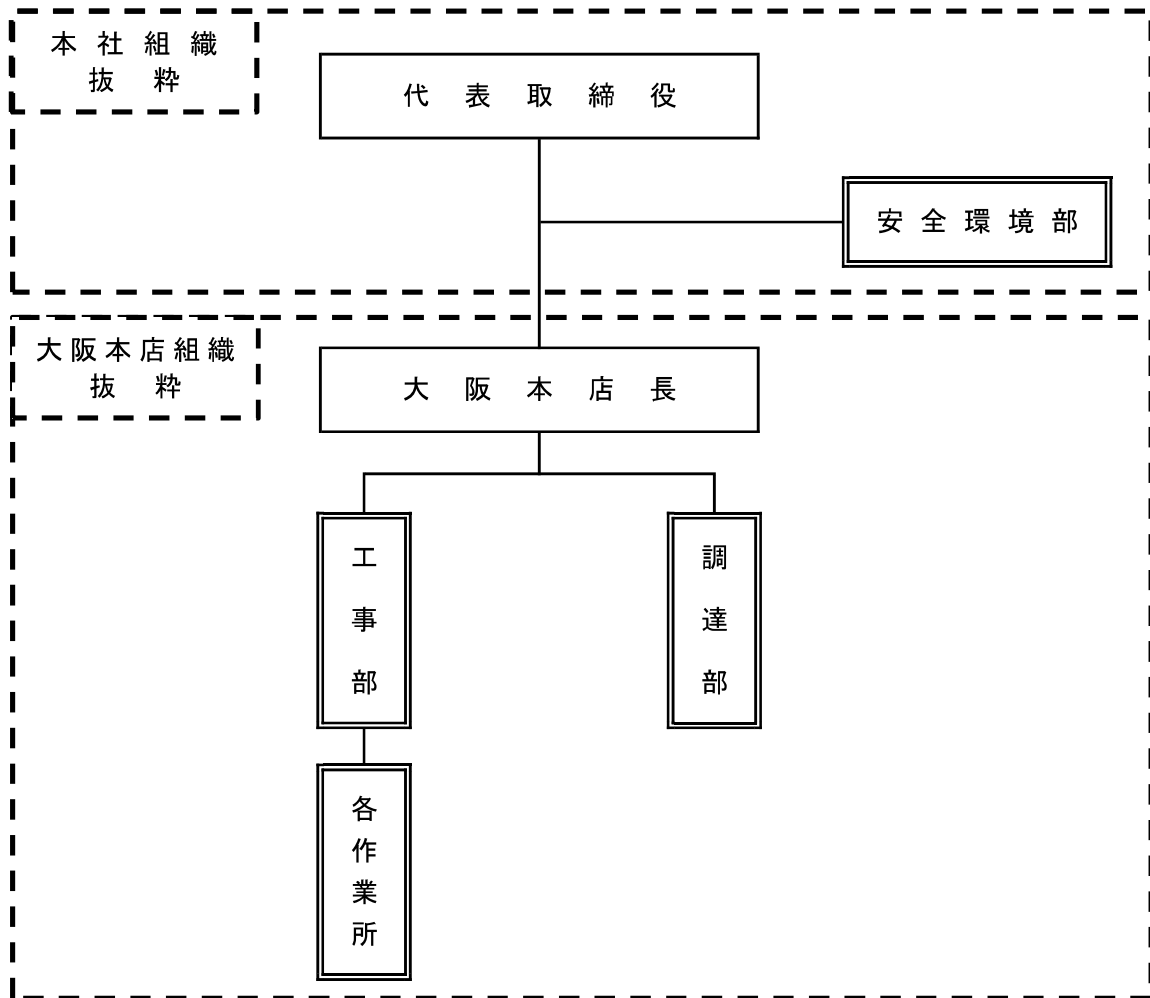 本社組織
抜粋
代表取締役
安全環境部
大阪本店組織
抜粋
大阪本店長
工事部
調達部
各作業所